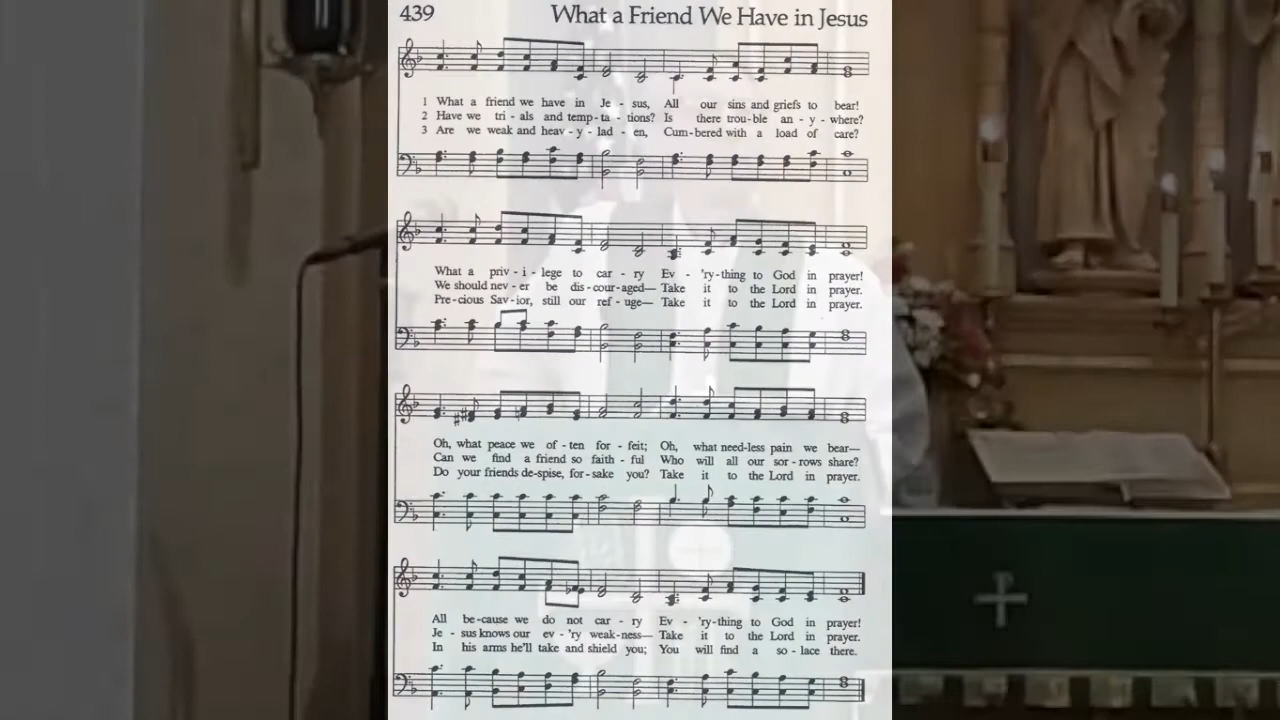 439
What a Friend We Have in Jesus
1 What a friend we have in Je - sus, All our sins and griefs to bear!
2 Have we tri - als and temp - ta - tions? Is there trou - ble an - y - where?
3 Are we weak and heav - y - lad - en, Cum - bered with a load of care?
What a priv - i - lege to car - ry Ev - 'ry - thing to God in prayer!
We should nev - er be dis - cour - aged— Take it to the Lord in prayer.
Pre - cious Sav - ior, still our ref - uge— Take it to the Lord in prayer.
Oh, what peace we of - ten for - feit; Oh, what need - less pain we bear—
Can we find a friend so faith - ful Who will all our sor - rows share?
Do your friends de - spise, for - sake you? Take it to the Lord in prayer.
All be - cause we do not car - ry Ev - 'ry - thing to God in prayer!
Je - sus knows our ev - 'ry weak - ness— Take it to the Lord in prayer.
In his arms he'll take and shield you; You will find a so - lace there.